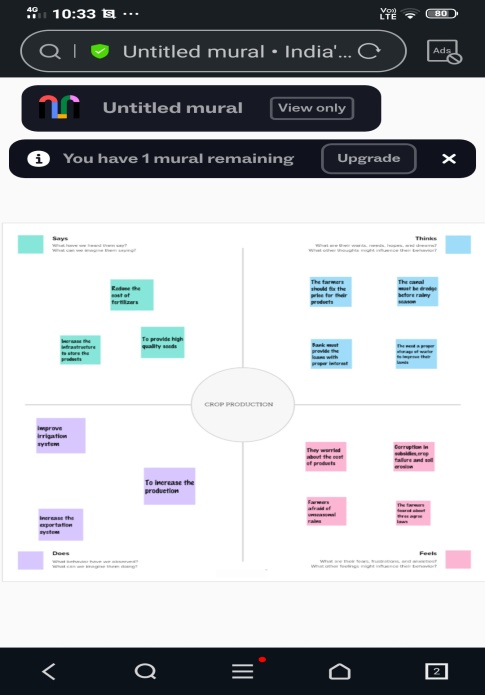 4G 10:33 ...
Vo))
LTE
80
Untitled mural • India'...
Ads
Untitled mural
View only
You have 1 mural remaining
Upgrade
Says
What have we heard them say?
What can we imagine them saying?
Thinks
What are their wants, needs, hopes, and dreams?
What other thoughts might influence their behavior?
Reduse the
cost of
fertilizers
Increase the
infrastructure
to store the
products
To provide high
quality seeds
The farmers
should fix the
price for their
products
The canal
must be dredge
before rainy
season
Bank must
provide the
loans with
proper interest
The need a proper
storage of water
to improve their
lands
CROP PRODUCTION
Improve
irrigation
system
To increase the
production
Increase the
exportation
system
They worried
about the cost
of products
Corruption in
subsidies,crop
failure and soil
erosion
Farmers
afraid of
unseasonal
rains
The farmers
feared about
three agree
laws
Does
What behavior have we observed?
What can we imagine them doing?
Feels
What are their fears, frustrations, and anxieties?
What other feelings might influence their behavior?
2